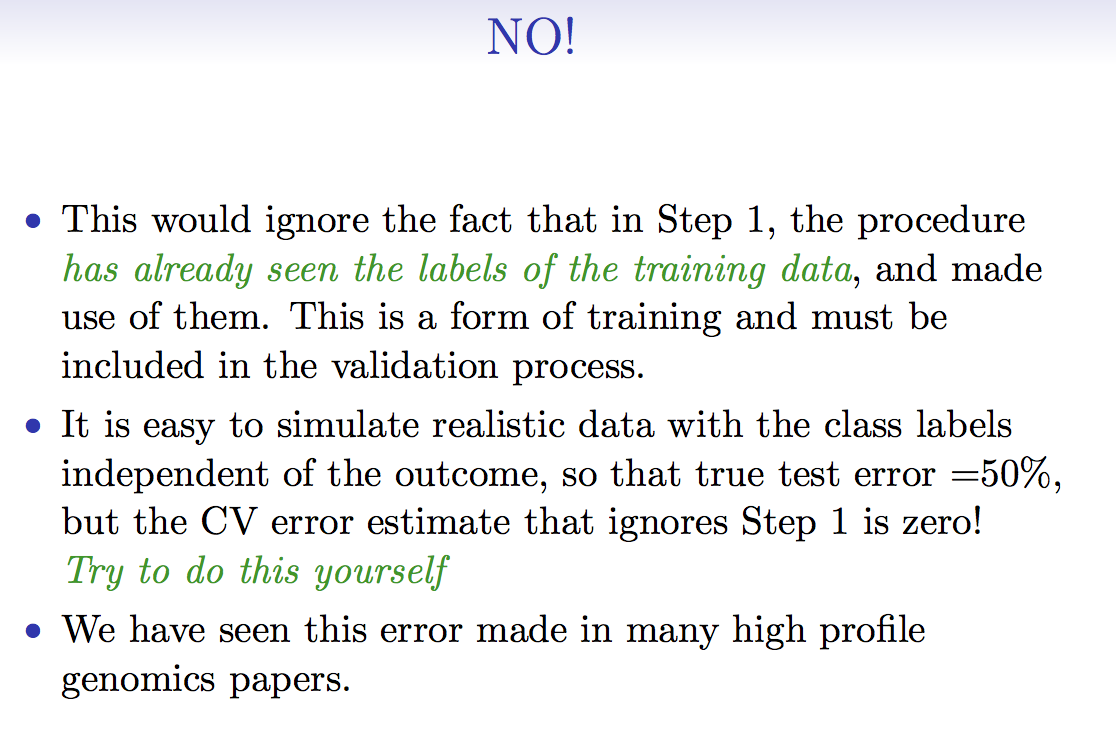 NO!
• This would ignore the fact that in Step 1, the procedure
has already seen the labels of the training data, and made
use of them. This is a form of training and must be
included in the validation process.
• It is easy to simulate realistic data with the class labels
independent of the outcome, so that true test error =50%,
but the CV error estimate that ignores Step 1 is zero!
Try to do this yourself
• We have seen this error made in many high profile
genomics papers.